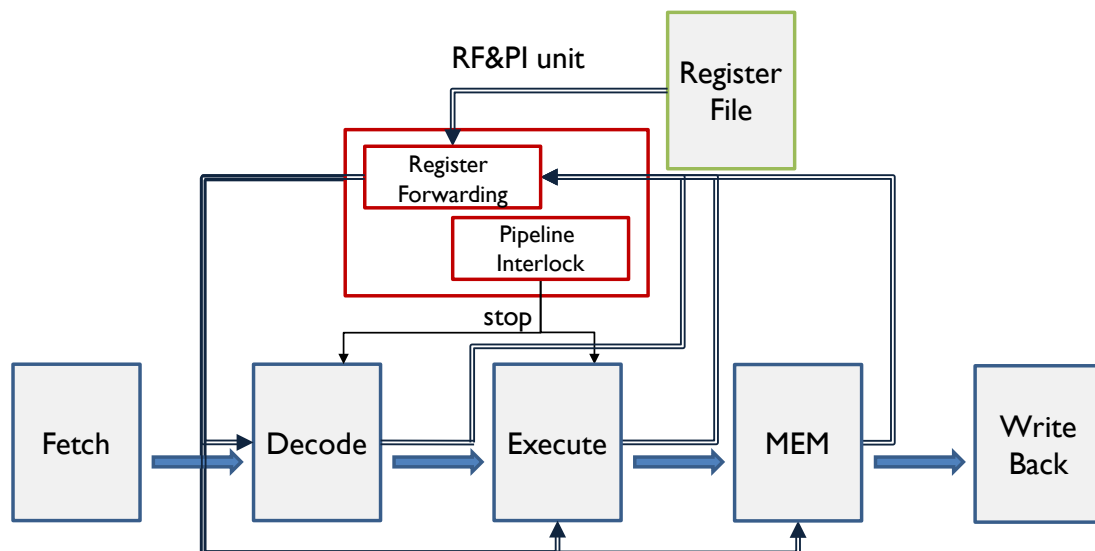 RF&PI unit
Register
File
Register
Forwarding
Pipeline
Interlock
stop
Fetch
Decode
Execute
MEM
Write
Back